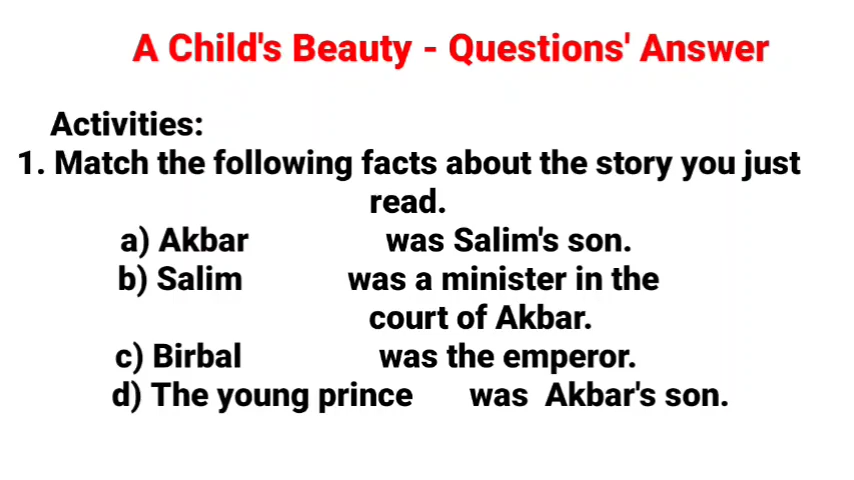 A Child's Beauty - Questions' Answer
Activities:
1. Match the following facts about the story you just
read.
a) Akbar was Salim's son.
b) Salim was a minister in the
court of Akbar.
c) Birbal was the emperor.
d) The young prince was Akbar's son.